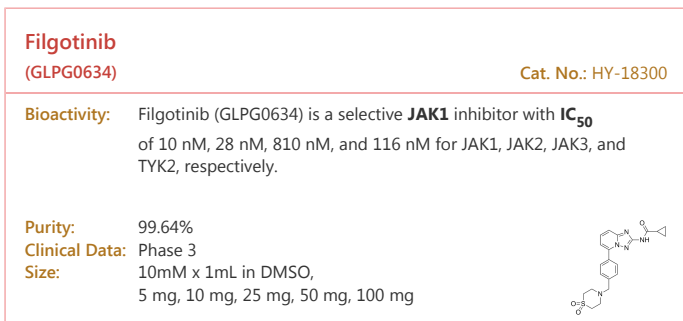 Filgotinib
(GLPG0634) Cat. No.: HY-18300
Bioactivity: Filgotinib (GLPG0634) is a selective JAK1 inhibitor with IC50
of 10 nM, 28 nM, 810 nM, and 116 nM for JAK1, JAK2, JAK3, and
TYK2, respectively.
Purity: 99.64%
Clinical Data: Phase 3
Size: 10mM x 1mL in DMSO,
5 mg, 10 mg, 25 mg, 50 mg, 100 mg
O
N
NH
N
N
N
O
S
O